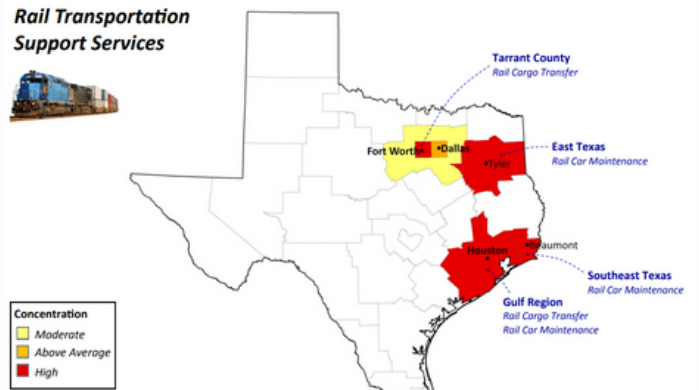 Rail Transportation
Support Services
Tarrant County
Rail Cargo Transfer
Fort Worth
Dallas
East Texas
Rail Car Maintenance
Tyler
Houston
Beaumont
Southeast Texas
Rail Car Maintenance
Gulf Region
Rail Cargo Transfer
Rail Car Maintenance
Concentration
Moderate
Above Average
High